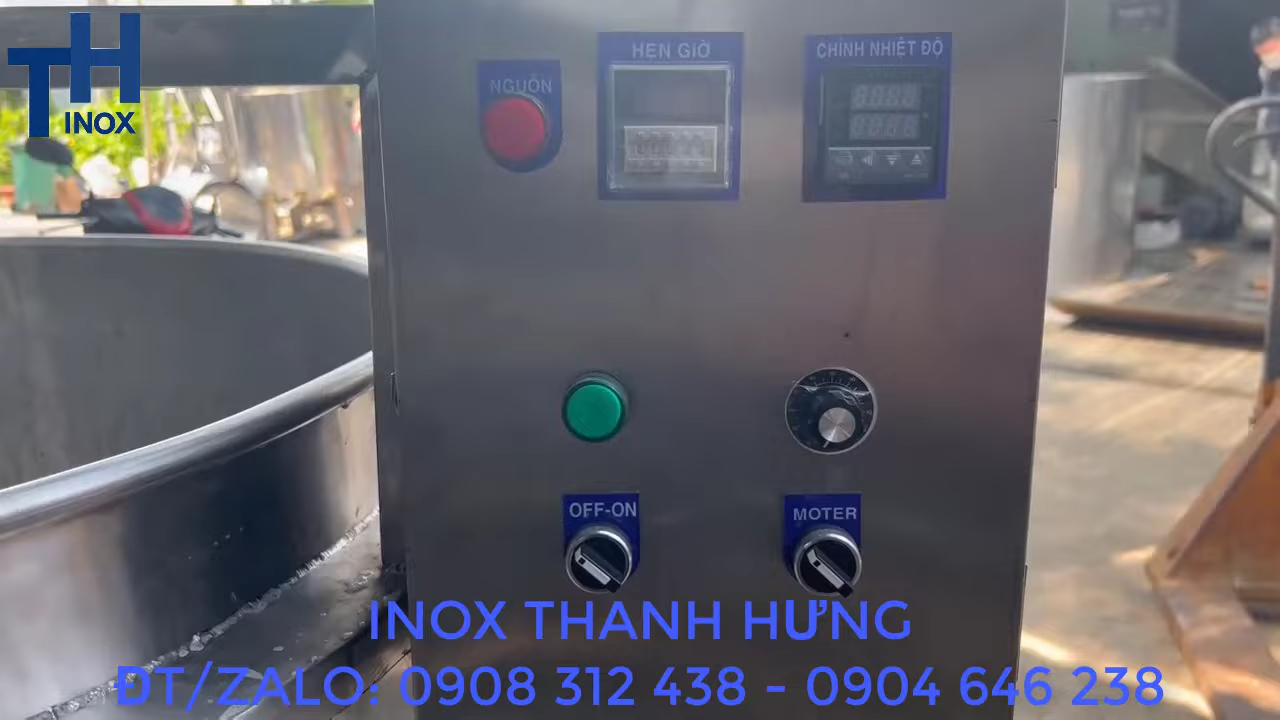 TH
INOX
NGUỒN
HẸN GIỜ
CHỈNH NHIỆT ĐỘ
OFF-ON
MOTER
INOX THANH HƯNG
ĐT/ZALO: 0908 312 438 - 0904 646 238